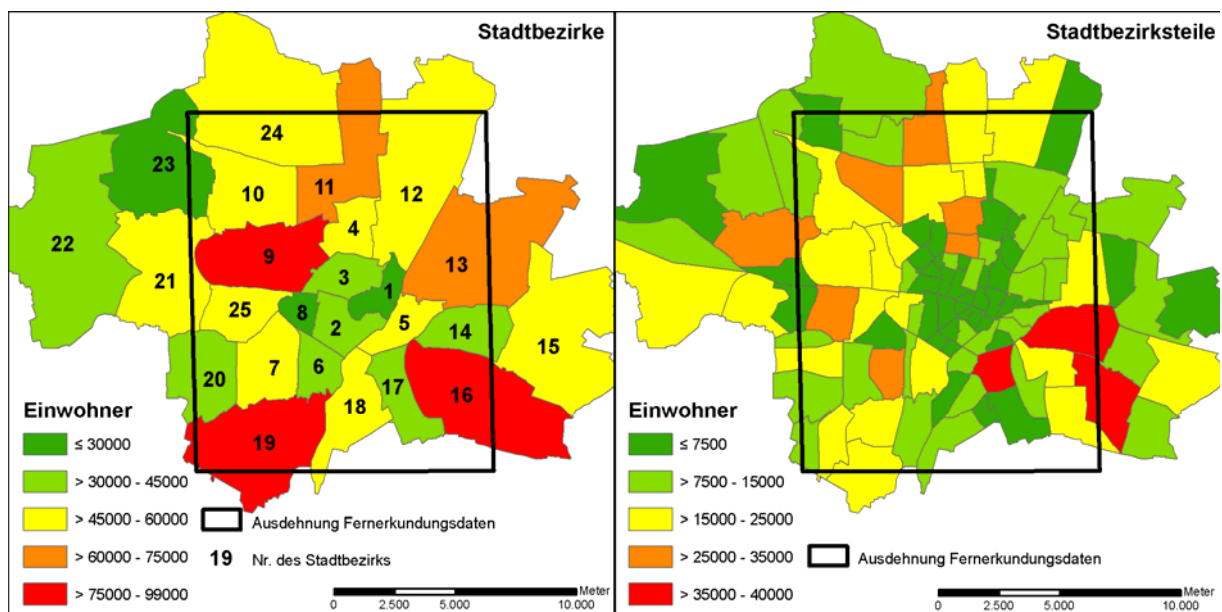 Stadtbezirke
24
23
10
11
12
4
22
9
13
3
1
21
25
8
2
5
14
15
7
6
20
17
16
18
19
Einwohner
≤ 30000
> 30000 - 45000
> 45000 - 60000
> 60000 - 75000
> 75000 - 99000
Ausdehnung Fernerkundungsdaten
19 Nr. des Stadtbezirks
Meter
0 2.500 5.000 10.000
Stadtbezirksteile
Einwohner
≤ 7500
> 7500 - 15000
> 15000 - 25000
> 25000 - 35000
> 35000 - 40000
Ausdehnung Fernerkundungsdaten
Meter
0 2.500 5.000 10.000